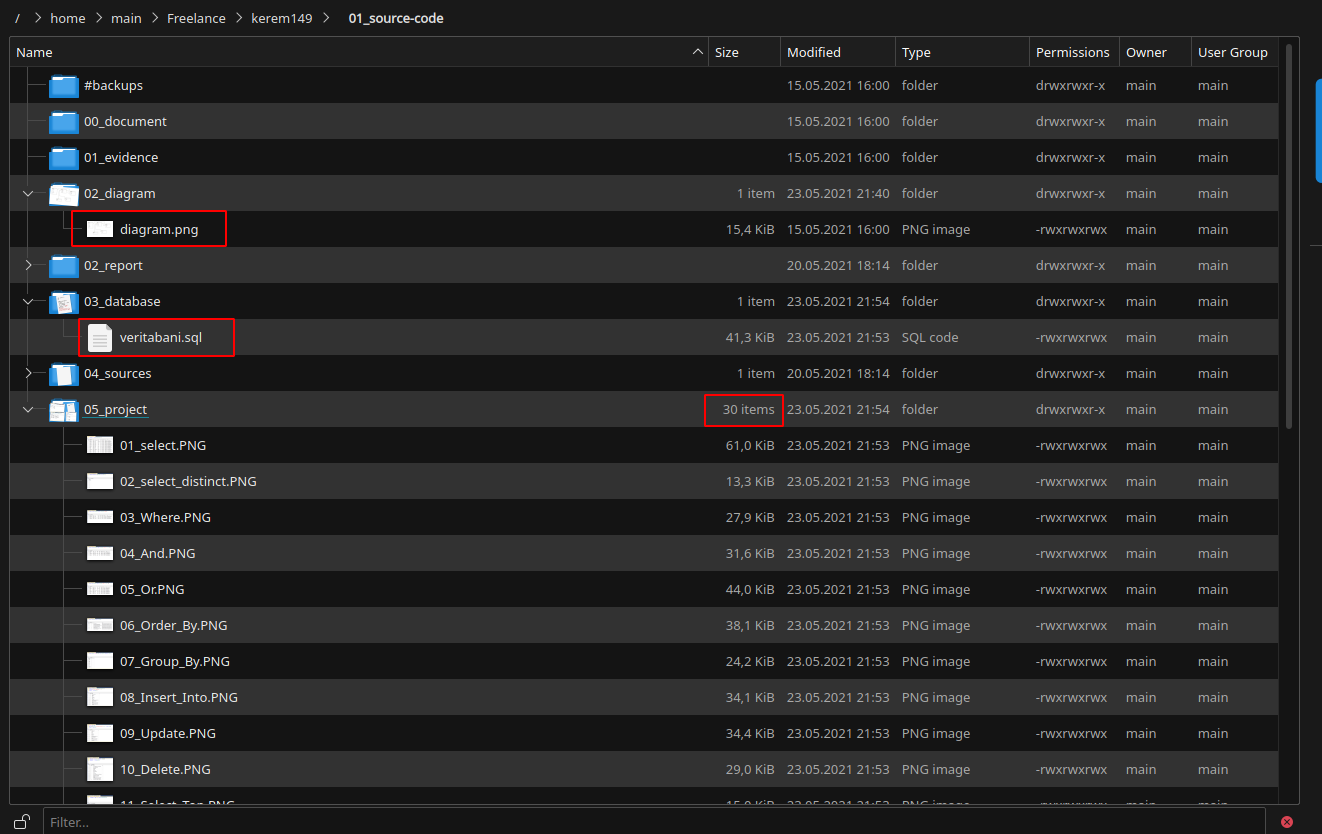 / > home > main > Freelance > kerem149 > 01_source-code
Name Size Modified Type Permissions Owner User Group
#backups 15.05.2021 16:00 folder drwxrwxr-x main main
00_document 15.05.2021 16:00 folder drwxrwxr-x main main
01_evidence 15.05.2021 16:00 folder drwxrwxr-x main main
02_diagram 1 item 23.05.2021 21:40 folder drwxrwxr-x main main
diagram.png 15,4 KiB 15.05.2021 16:00 PNG image -rwxrwxrwx main main
02_report 20.05.2021 18:14 folder drwxrwxr-x main main
03_database 1 item 23.05.2021 21:54 folder drwxrwxr-x main main
veritabani.sql 41,3 KiB 23.05.2021 21:53 SQL code -rwxrwxrwx main main
04_sources 1 item 20.05.2021 18:14 folder drwxrwxr-x main main
05_project 30 items 23.05.2021 21:54 folder drwxrwxr-x main main
01_select.PNG 61,0 KiB 23.05.2021 21:53 PNG image -rwxrwxrwx main main
02_select_distinct.PNG 13,3 KiB 23.05.2021 21:53 PNG image -rwxrwxrwx main main
03_Where.PNG 27,9 KiB 23.05.2021 21:53 PNG image -rwxrwxrwx main main
04_And.PNG 31,6 KiB 23.05.2021 21:53 PNG image -rwxrwxrwx main main
05_Or.PNG 44,0 KiB 23.05.2021 21:53 PNG image -rwxrwxrwx main main
06_Order_By.PNG 38,1 KiB 23.05.2021 21:53 PNG image -rwxrwxrwx main main
07_Group_By.PNG 24,2 KiB 23.05.2021 21:53 PNG image -rwxrwxrwx main main
08_Insert_Into.PNG 34,1 KiB 23.05.2021 21:53 PNG image -rwxrwxrwx main main
09_Update.PNG 34,4 KiB 23.05.2021 21:53 PNG image -rwxrwxrwx main main
10_Delete.PNG 29,0 KiB 23.05.2021 21:53 PNG image -rwxrwxrwx main main
11_Select_Top.PNG 23.05.2021 21:53 PNG image -rwxrwxrwx main main
Filter...